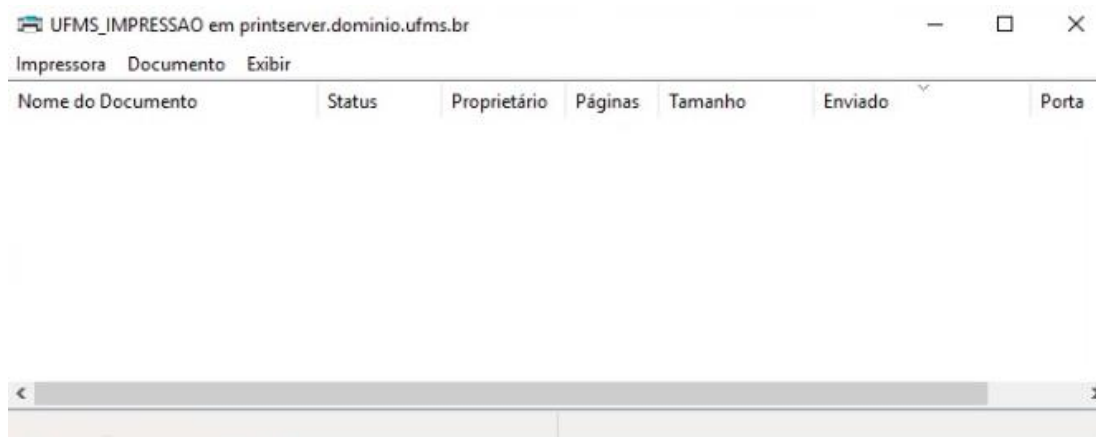 UFMS_IMPRESSAO em printserver.dominio.ufms.br
Impressora Documento Exibir
Nome do Documento Status Proprietário Páginas Tamanho Enviado Porta